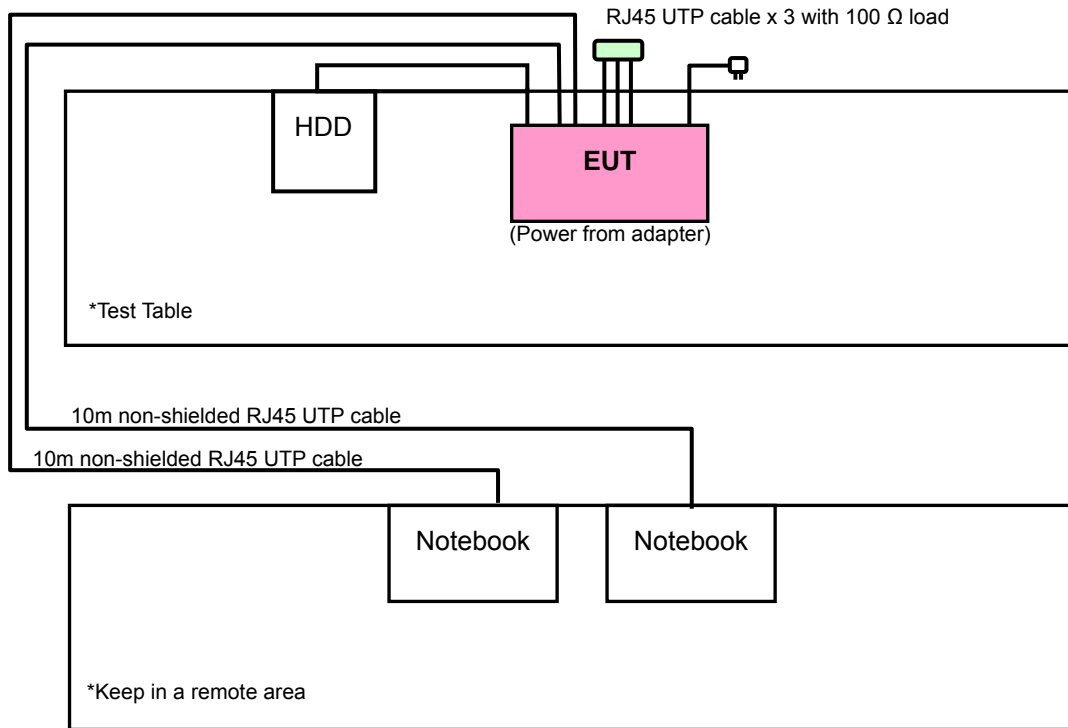 RJ45 UTP cable x 3 with 100 Ω load
HDD
EUT
(Power from adapter)
*Test Table
10m non-shielded RJ45 UTP cable
10m non-shielded RJ45 UTP cable
Notebook
Notebook
*Keep in a remote area